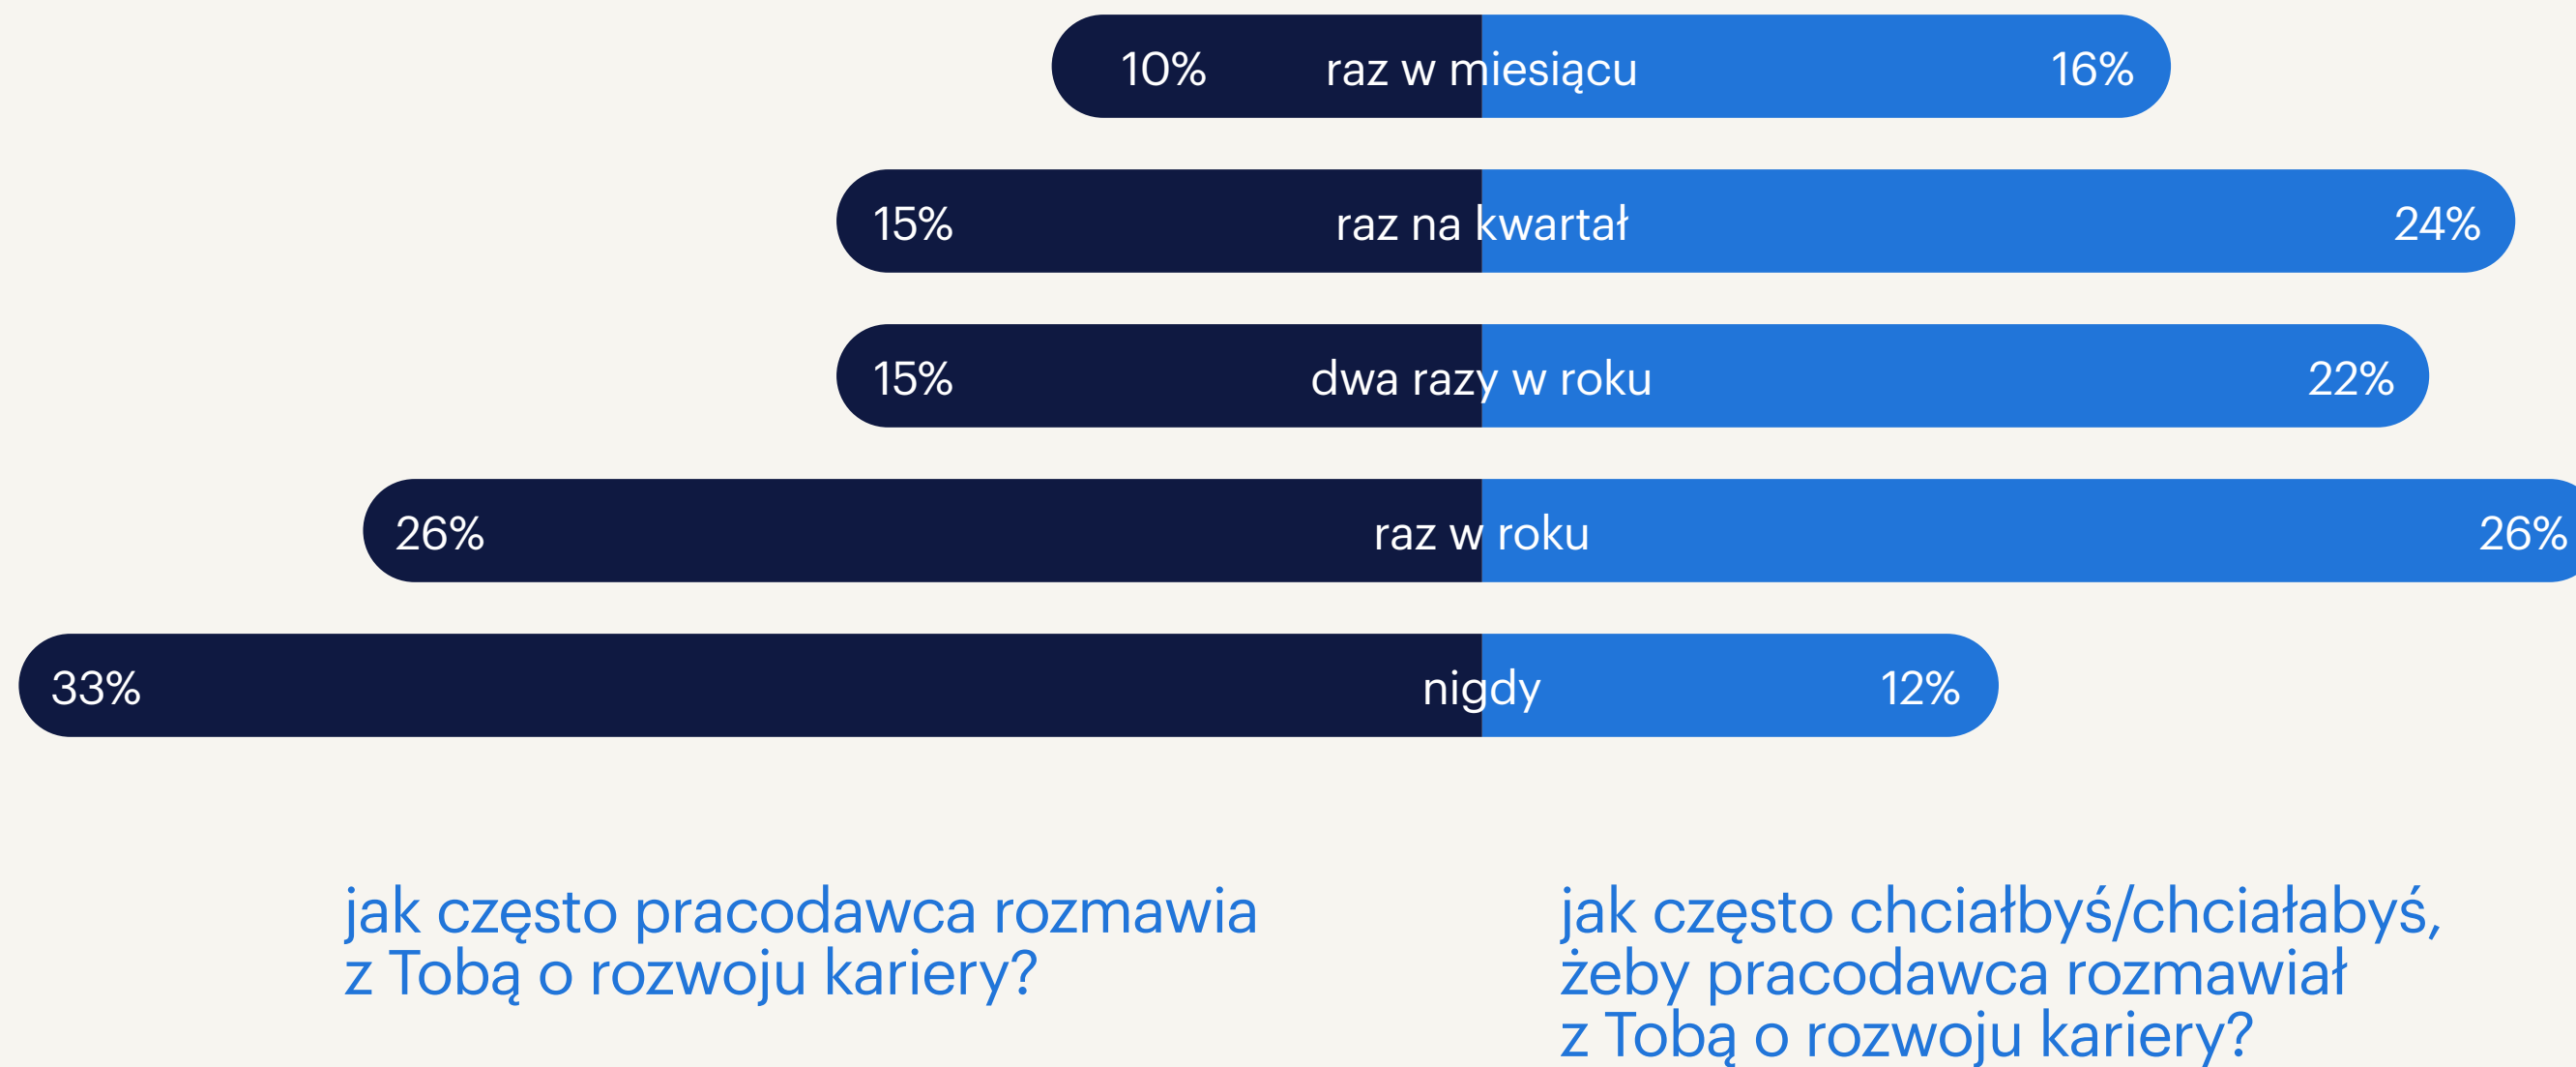 10% raz w miesiącu 16%
15% raz na kwartał 24%
15% dwa razy w roku 22%
26% raz w roku 26%
33% nigdy 12%
jak często pracodawca rozmawia
z Tobą o rozwoju kariery?
jak często chciałbyś/chciałabyś,
żeby pracodawca rozmawiał
z Tobą o rozwoju kariery?